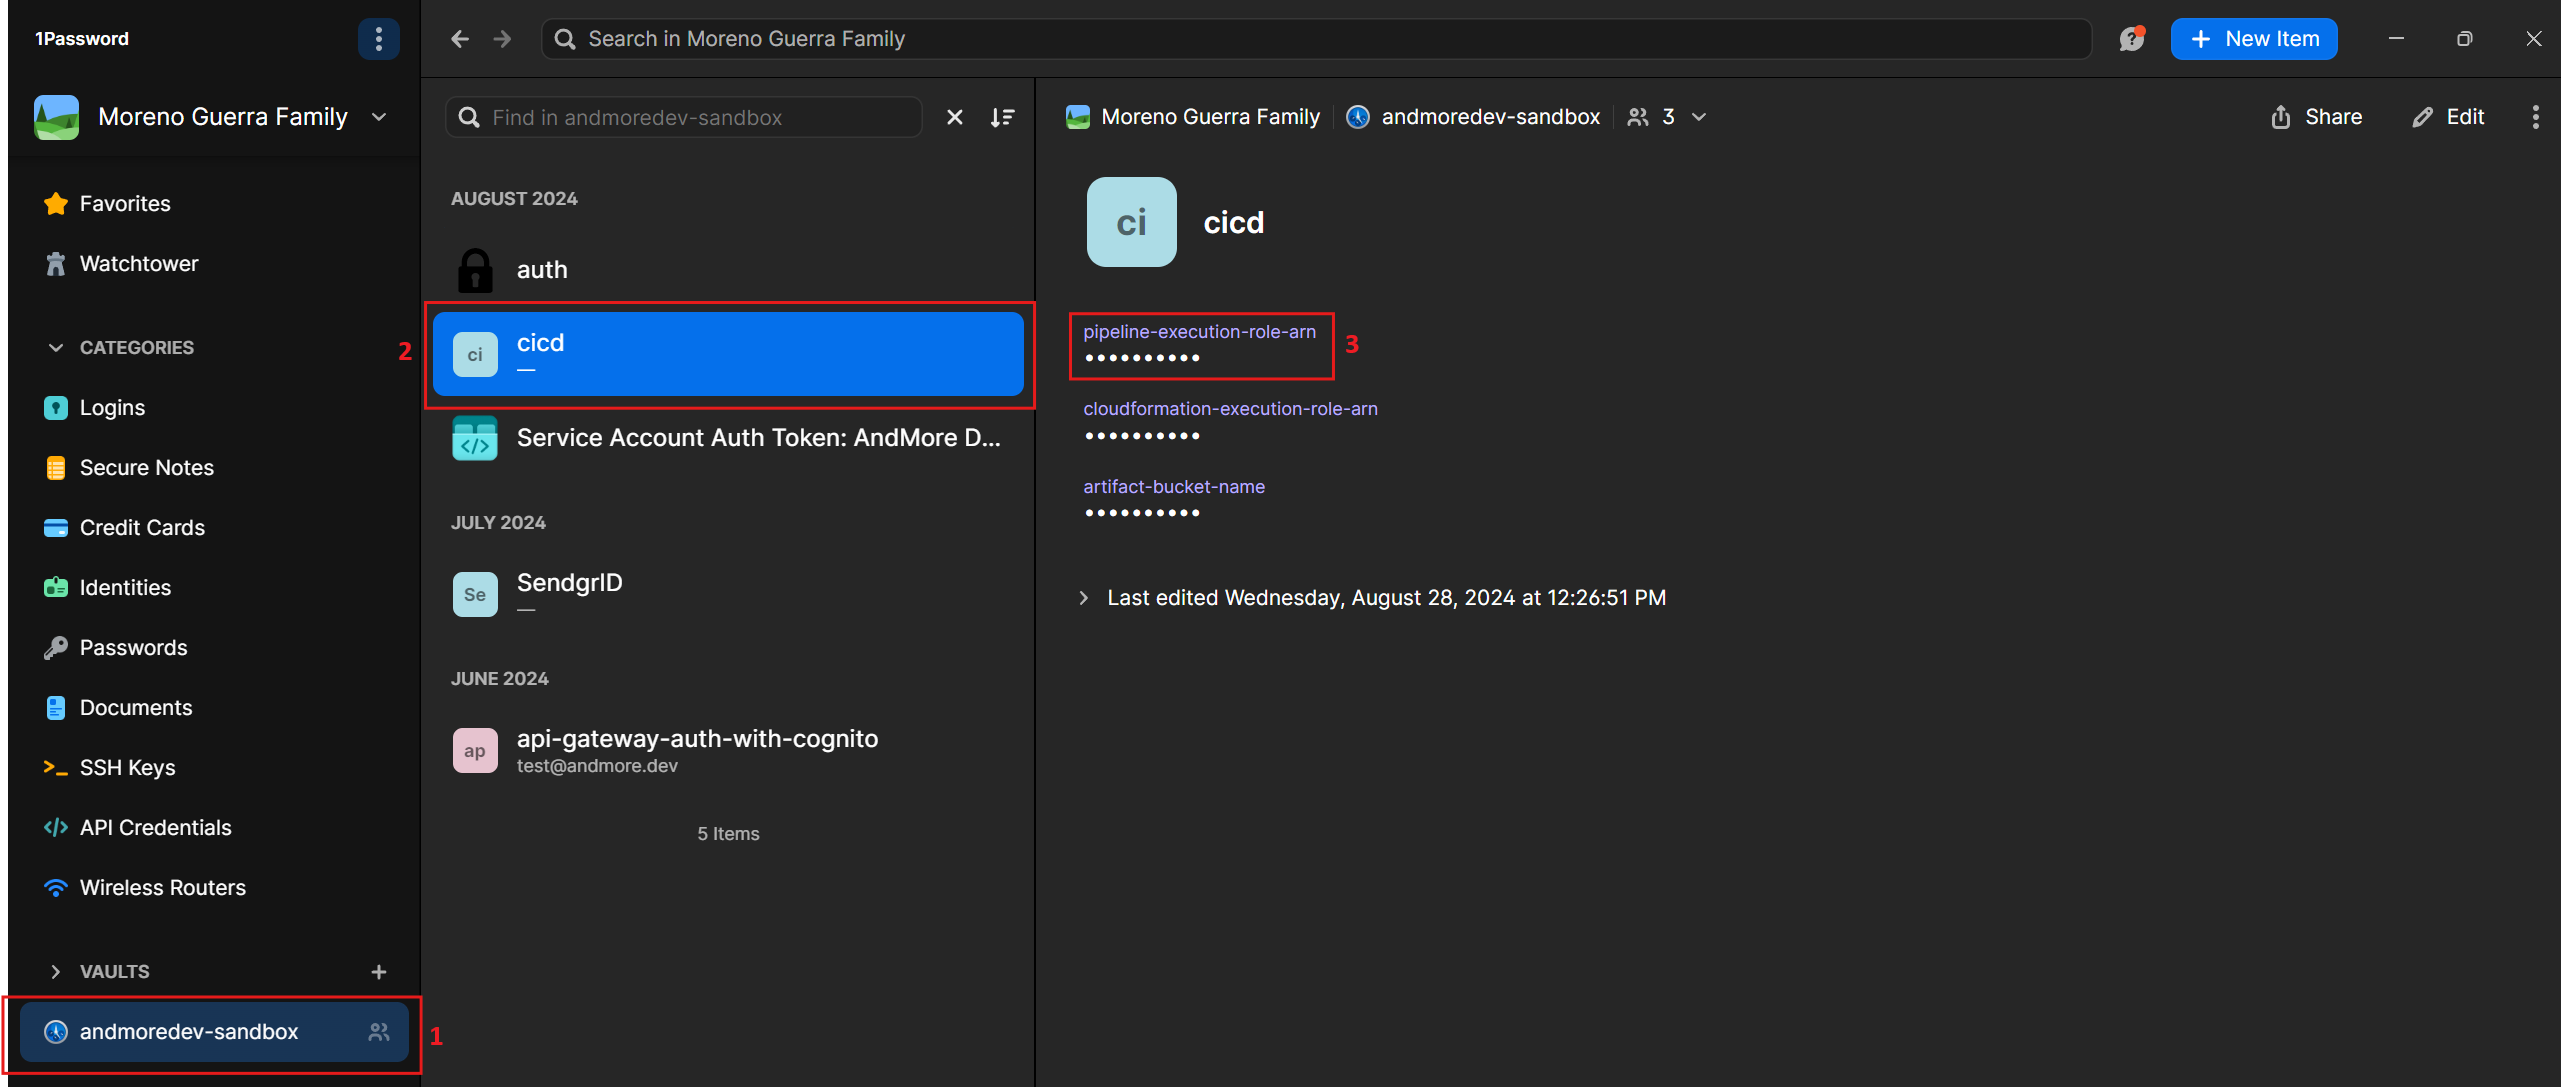 1Password
Moreno Guerra Family
Favorites
Watchtower
CATEGORIES
Logins
Secure Notes
Credit Cards
Identities
Passwords
Documents
SSH Keys
API Credentials
Wireless Routers
VAULTS
andmoredev-sandbox
1
Search in Moreno Guerra Family
New Item
Find in andmoredev-sandbox
AUGUST 2024
auth
2
ci
cicd
—
Service Account Auth Token: AndMore D...
JULY 2024
Se
SendgrID
—
JUNE 2024
ap
api-gateway-auth-with-cognito
test@andmore.dev
5 Items
Moreno Guerra Family
andmoredev-sandbox
3
Share
Edit
ci
cicd
pipeline-execution-role-arn
••••••••••
3
cloudformation-execution-role-arn
••••••••••
artifact-bucket-name
••••••••••
Last edited Wednesday, August 28, 2024 at 12:26:51 PM